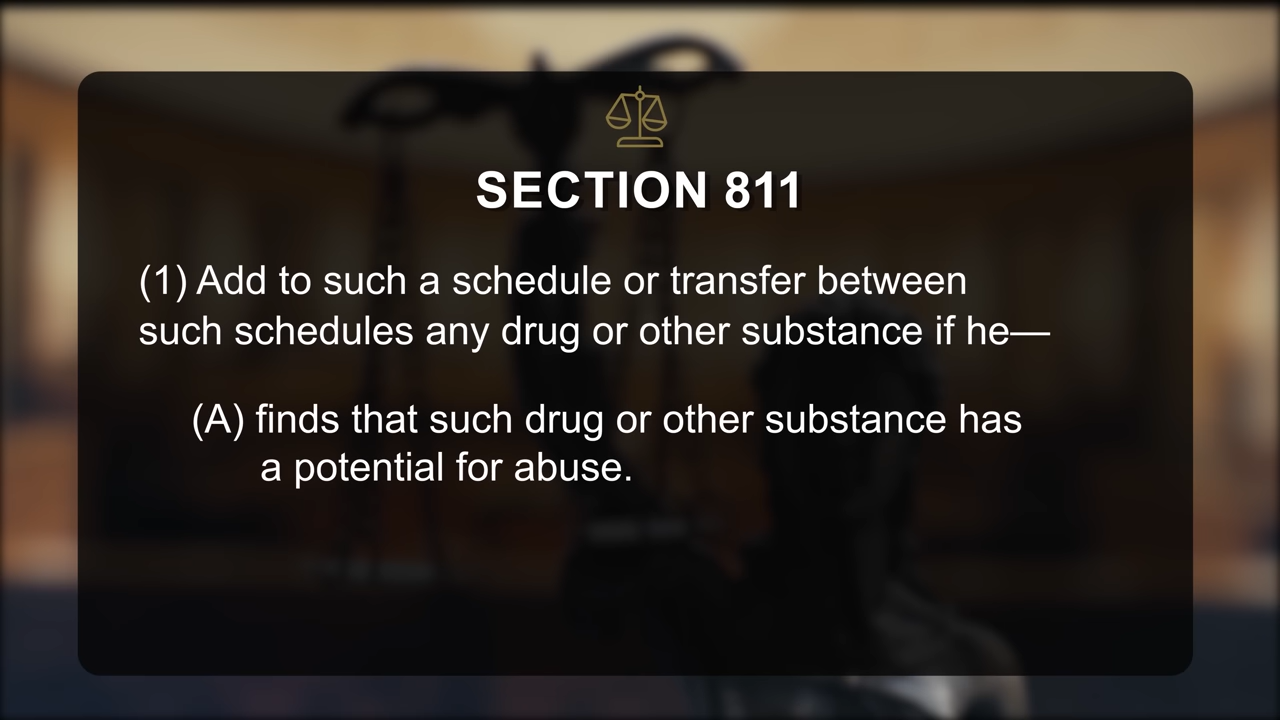 SECTION 811
(1) Add to such a schedule or transfer between
such schedules any drug or other substance if he—
(A) finds that such drug or other substance has
a potential for abuse.